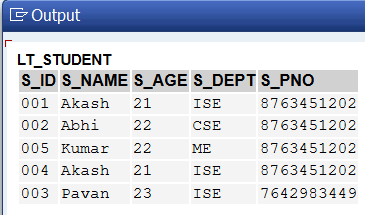 Output
LT_STUDENT
S_ID S_NAME S_AGE S_DEPT S_PNO
001 Akash 21 ISE 8763451202
002 Abhi 22 CSE 8763451202
005 Kumar 22 ME 8763451202
004 Akash 21 ISE 8763451202
003 Pavan 23 ISE 7642983449